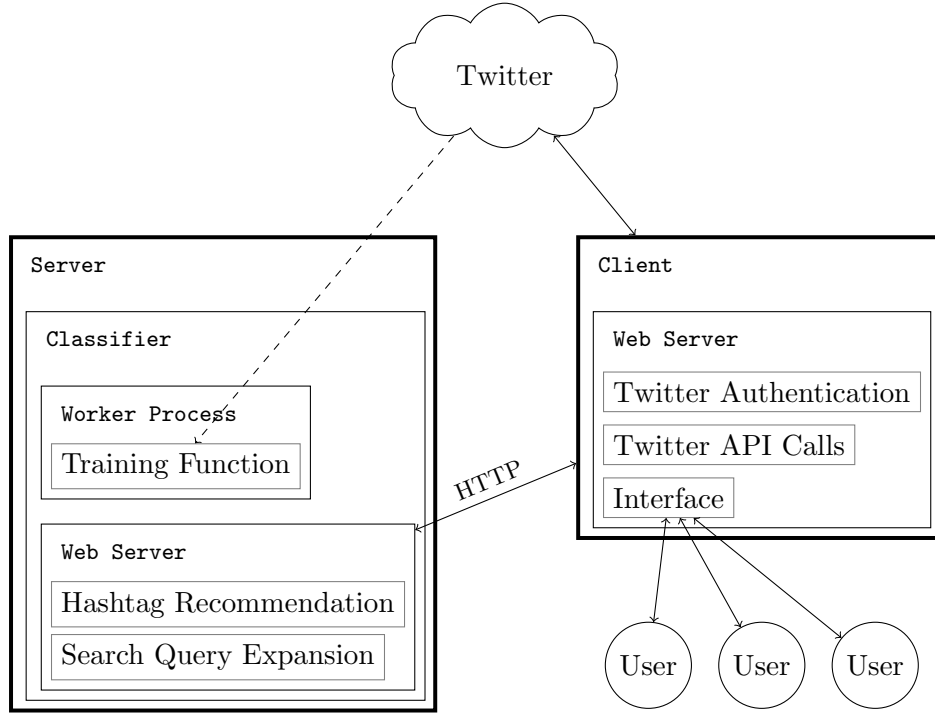 Twitter
Server
Classifier
Worker Process
Training Function
HTTP
Web Server
Hashtag Recommendation
Search Query Expansion
Client
Web Server
Twitter Authentication
Twitter API Calls
Interface
User
User
User